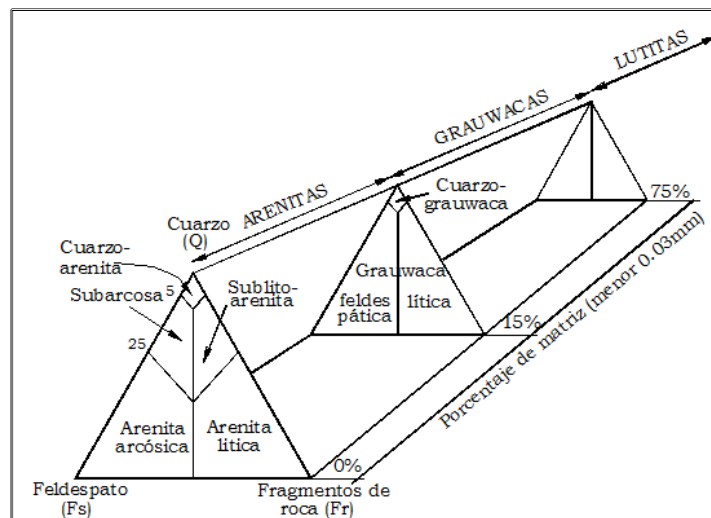 LUTITAS
GRAUWACAS
ARENITAS
Cuarzo
(Q)
Cuarzo-
grauwaca
75%
Cuarzo-
arenita
Subarcosa
5
Sublito-
arenita
Grauwaca
feldes
pática
lítica
25
15%
Porcentaje de matriz (menor 0.03mm)
Arenita
arcósica
Arenita
litica
0%
Feldespato
(Fs)
Fragmentos de
roca (Fr)